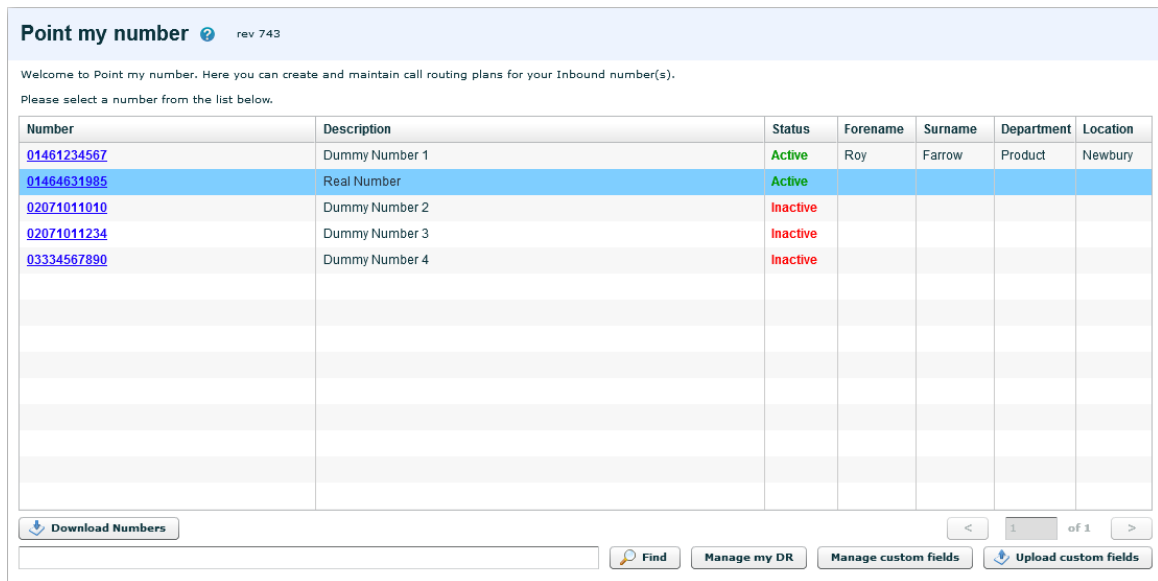 Point my number ? rev 743
Welcome to Point my number. Here you can create and maintain call routing plans for your Inbound number(s).
Please select a number from the list below.
Number Description Status Forename Surname Department Location
01461234567 Dummy Number 1 Active Roy Farrow Product Newbury
01464631985 Real Number Active
02071011010 Dummy Number 2 Inactive
02071011234 Dummy Number 3 Inactive
03334567890 Dummy Number 4 Inactive
Download Numbers < 1 of 1 >
Find Manage my DR Manage custom fields Upload custom fields